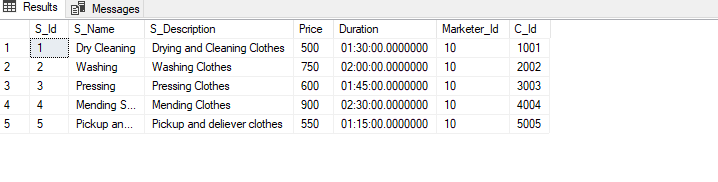 Results Messages
S_Id S_Name S_Description Price Duration Marketer_Id C_Id
1 1 Dry Cleaning Drying and Cleaning Clothes 500 01:30:00.0000000 10 1001
2 2 Washing Washing Clothes 750 02:00:00.0000000 10 2002
3 3 Pressing Pressing Clothes 600 01:45:00.0000000 10 3003
4 4 Mending S... Mending Clothes 900 02:30:00.0000000 10 4004
5 5 Pickup an... Pickup and deliever clothes 550 01:15:00.0000000 10 5005